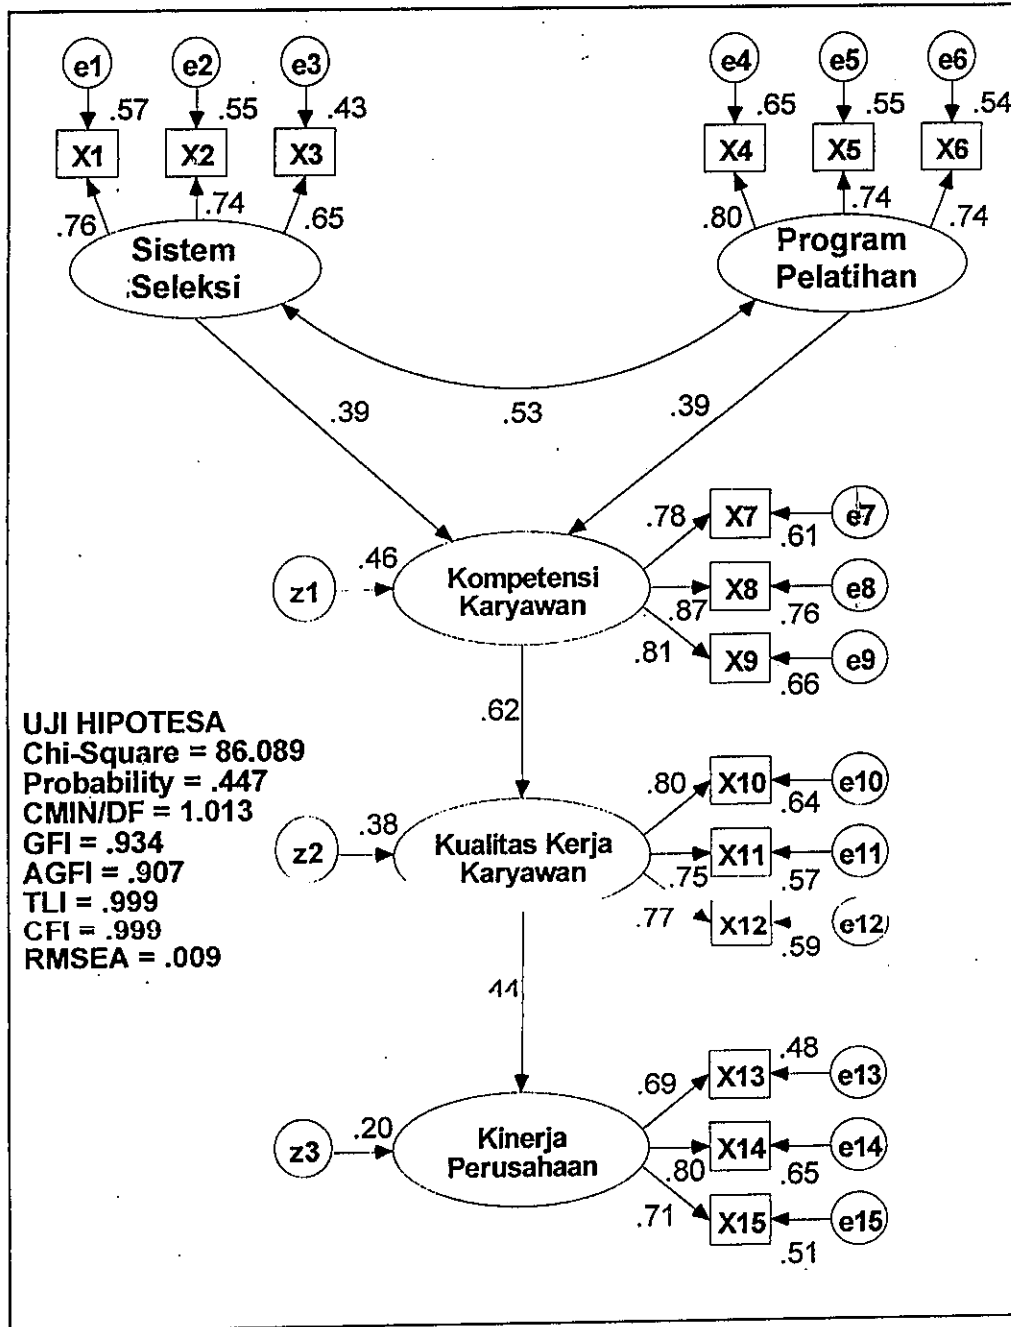 e1 e2 e3 e4 e5 e6
.57 .55 .43 .65 .55 .54
X1 X2 X3 X4 X5 X6
.76 .74 .65 .80 .74 .74
Sistem
Seleksi
Program
Pelatihan
.39 .53 .39
.78 X7 .61 e7
.46
z1
Kompetensi
Karyawan
.87 X8 .76 e8
.81 X9 .66 e9
.62
UJI HIPOTESA
Chi-Square = 86.089
Probability = .447
CMIN/DF = 1.013
GFI = .934
AGFI = .907
TLI = .999
CFI = .999
RMSEA = .009
.80 X10 .64 e10
.38
z2
Kualitas Kerja
Karyawan
.75 X11 .57 e11
.77 X12 .59 e12
.44
.69 X13 .48 e13
.20
z3
Kinerja
Perusahaan
.80 X14 .65 e14
.71 X15 .51 e15